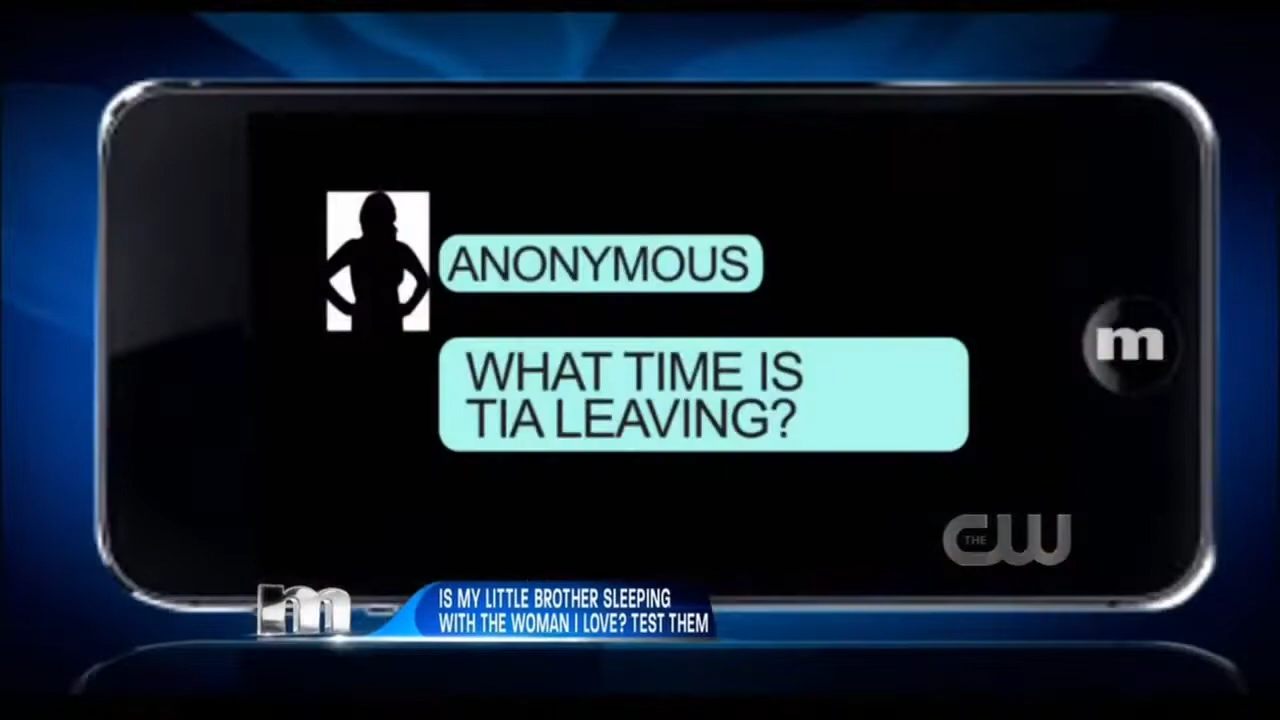 ANONYMOUS
WHAT TIME IS
TIA LEAVING?
m
THE CW
m
IS MY LITTLE BROTHER SLEEPING
WITH THE WOMAN I LOVE? TEST THEM